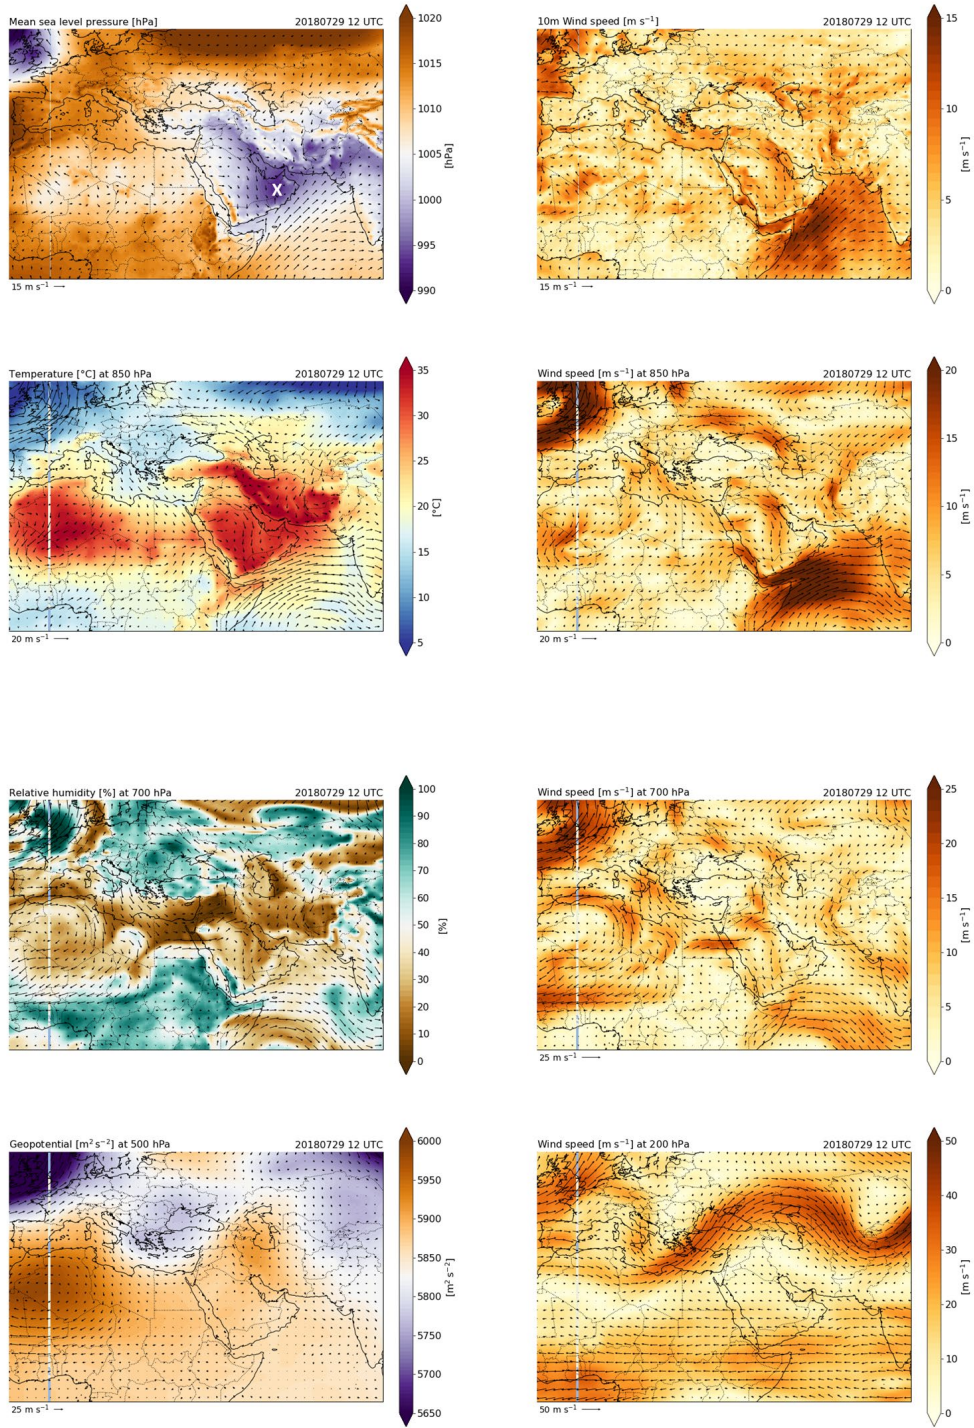 Mean sea level pressure [hPa] 20180729 12 UTC
1020
1015
1010
1005
1000
995
990
[hPa]
X
15 m s⁻¹
10m Wind speed [m s⁻¹] 20180729 12 UTC
15
10
5
0
[m s⁻¹]
15 m s⁻¹
Temperature [°C] at 850 hPa 20180729 12 UTC
35
30
25
20
15
10
5
[°C]
20 m s⁻¹
Wind speed [m s⁻¹] at 850 hPa 20180729 12 UTC
20
15
10
5
0
[m s⁻¹]
20 m s⁻¹
Relative humidity [%] at 700 hPa 20180729 12 UTC
100
90
80
70
60
50
40
30
20
10
0
[%]
Wind speed [m s⁻¹] at 700 hPa 20180729 12 UTC
25
20
15
10
5
0
[m s⁻¹]
25 m s⁻¹
Geopotential [m² s⁻²] at 500 hPa 20180729 12 UTC
6000
5950
5900
5850
5800
5750
5700
5650
[m² s⁻²]
25 m s⁻¹
Wind speed [m s⁻¹] at 200 hPa 20180729 12 UTC
50
40
30
20
10
0
[m s⁻¹]
50 m s⁻¹